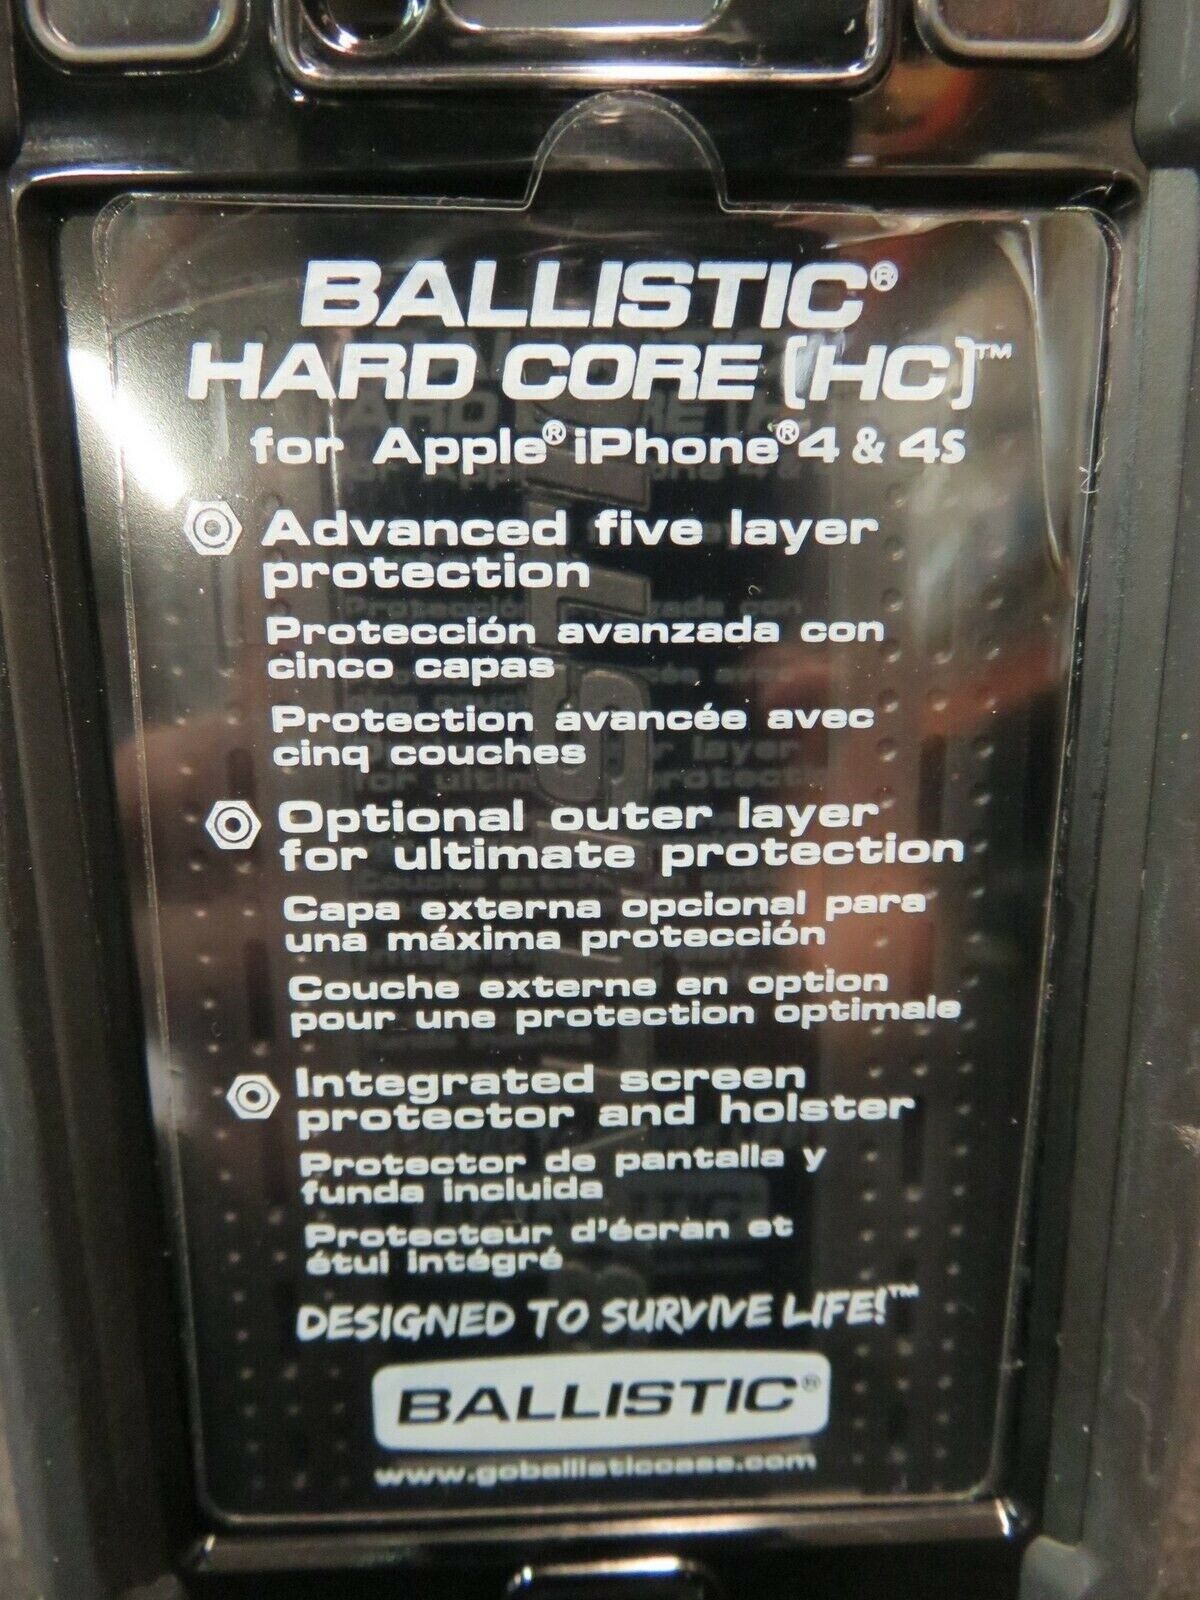 BALLISTIC®
HARD CORE [HC]™
for Apple® iPhone® 4 & 4S
Advanced five layer
protection
Protección avanzada con
cinco capas
Protection avancée avec
cinq couches
Optional outer layer
for ultimate protection
Capa externa opcional para
una máxima protección
Couche externe en option
pour une protection optimale
Integrated screen
protector and holster
Protector de pantalla y
funda incluida
Protecteur d'écran et
étui intégré
DESIGNED TO SURVIVE LIFE!™
BALLISTIC®
www.goballisticcase.com